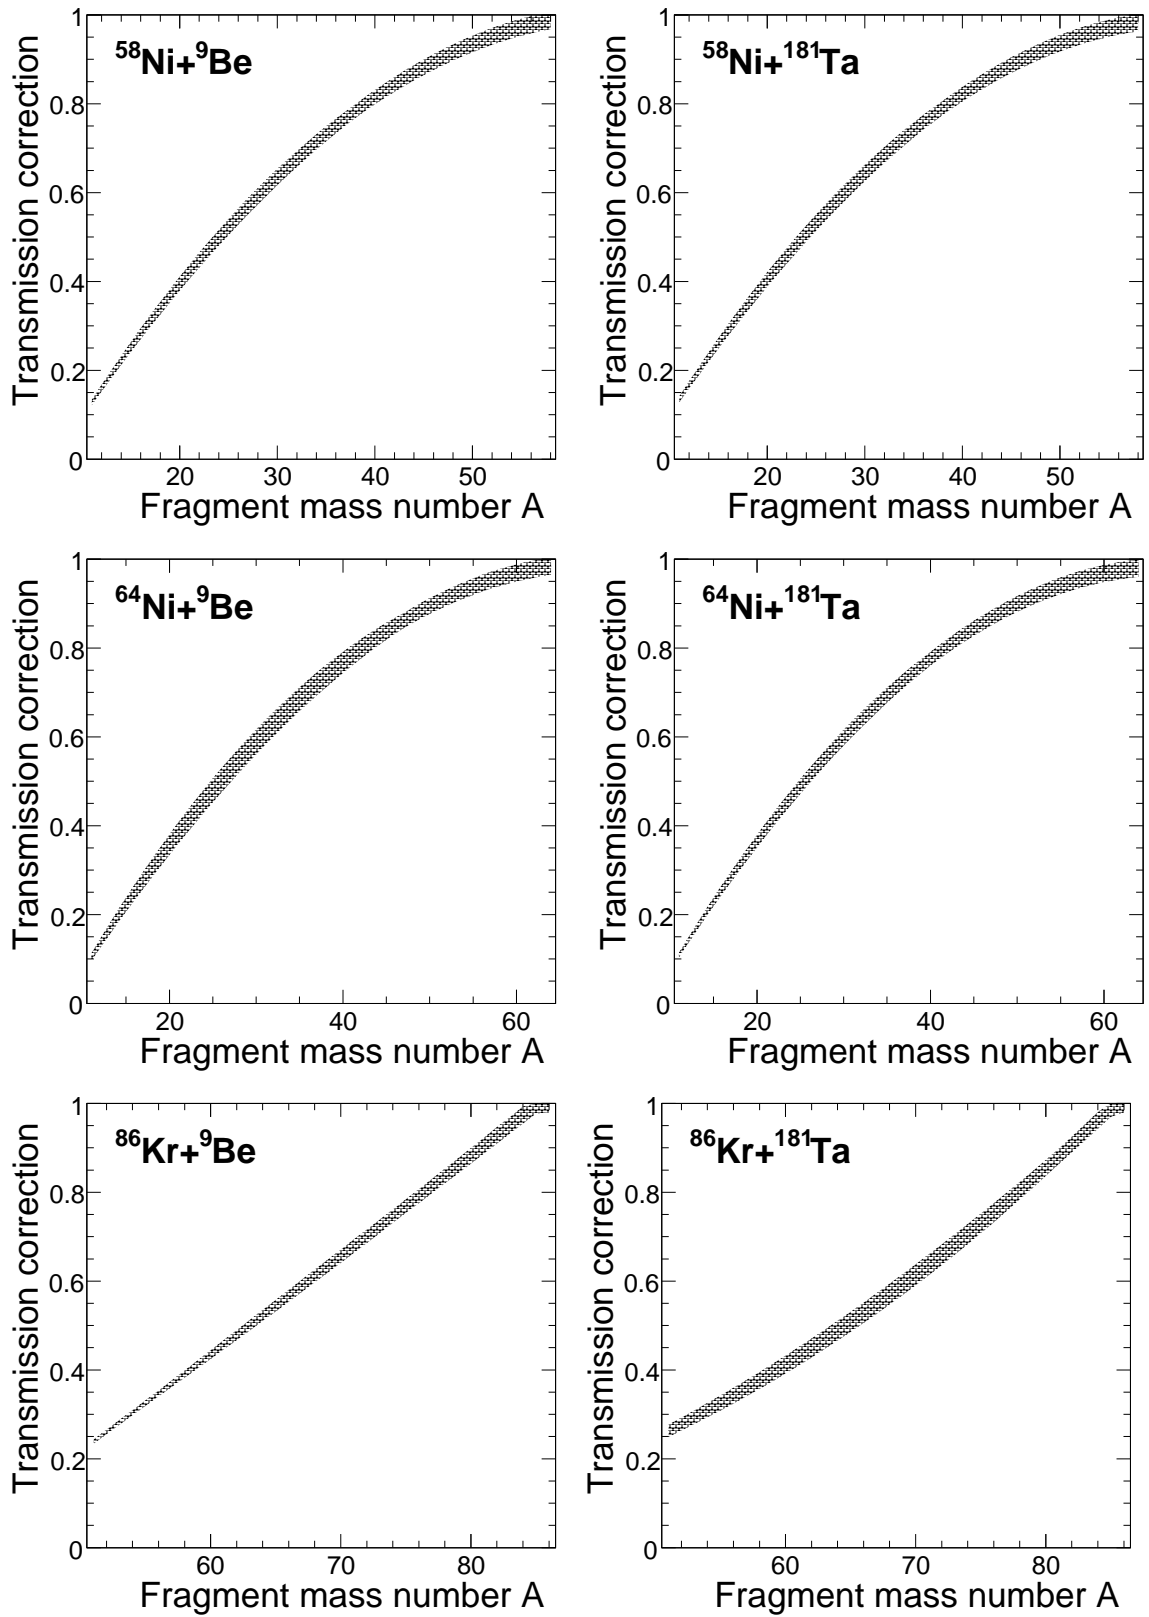 ⁵⁸Ni+⁹Be
Transmission correction
1
0.8
0.6
0.4
0.2
0
20 30 40 50
Fragment mass number A
⁵⁸Ni+¹⁸¹Ta
Transmission correction
1
0.8
0.6
0.4
0.2
0
20 30 40 50
Fragment mass number A
⁶⁴Ni+⁹Be
Transmission correction
1
0.8
0.6
0.4
0.2
0
20 40 60
Fragment mass number A
⁶⁴Ni+¹⁸¹Ta
Transmission correction
1
0.8
0.6
0.4
0.2
0
20 40 60
Fragment mass number A
⁸⁶Kr+⁹Be
Transmission correction
1
0.8
0.6
0.4
0.2
0
60 70 80
Fragment mass number A
⁸⁶Kr+¹⁸¹Ta
Transmission correction
1
0.8
0.6
0.4
0.2
0
60 70 80
Fragment mass number A